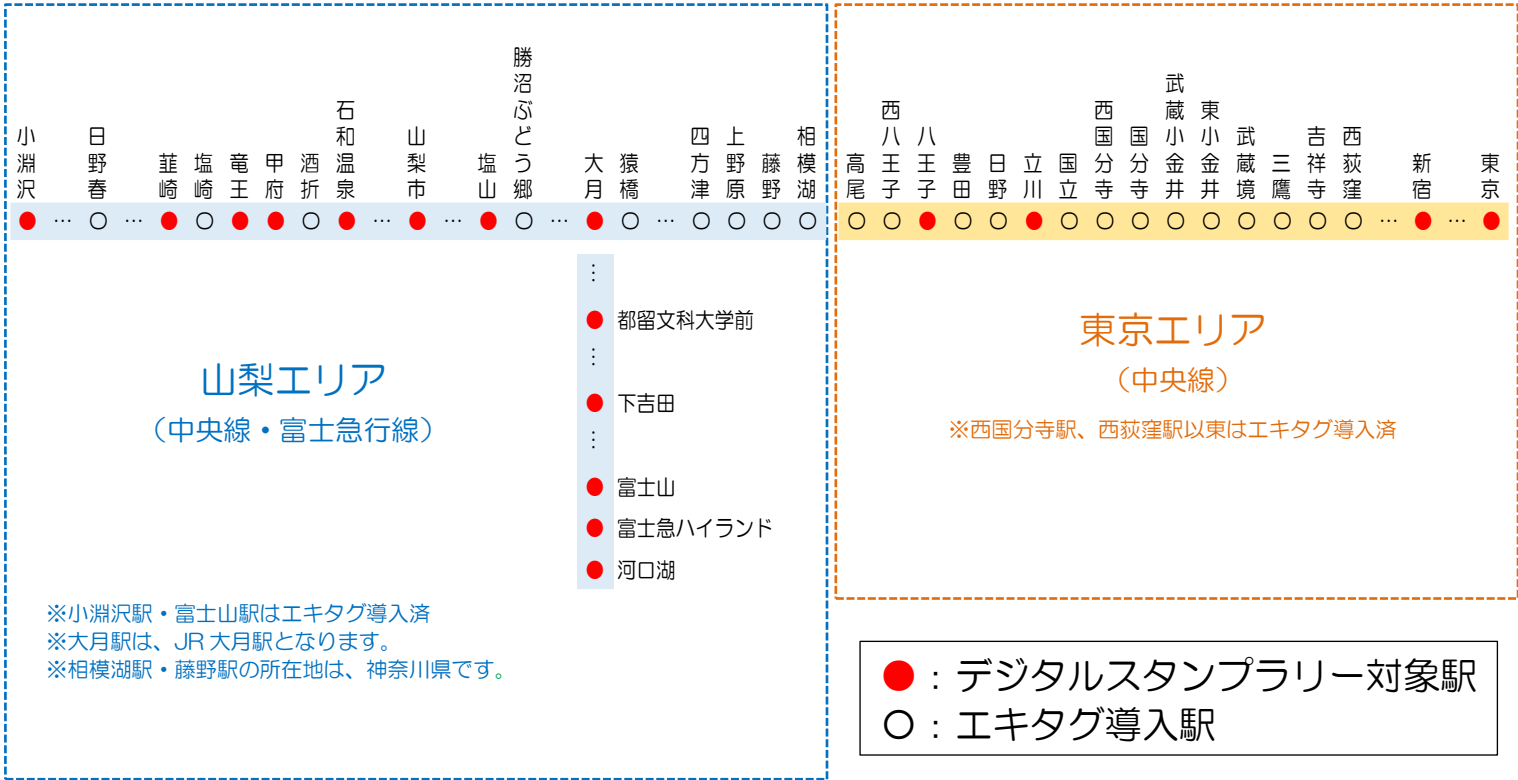 小淵沢
…
日野春
…
韮崎
塩崎
竜王
甲府
酒折
石和温泉
…
山梨市
…
塩山
勝沼ぶどう郷
…
大月
猿橋
…
四方津
上野原
藤野
相模湖
高尾
西八王子
八王子
豊田
日野
立川
国立
西国分寺
国分寺
武蔵小金井
東小金井
武蔵境
三鷹
吉祥寺
西荻窪
…
新宿
…
東京
…
都留文科大学前
…
下吉田
…
富士山
富士急ハイランド
河口湖
山梨エリア
（中央線・富士急行線）
※小淵沢駅・富士山駅はエキタグ導入済
※大月駅は、JR大月駅となります。
※相模湖駅・藤野駅の所在地は、神奈川県です。
東京エリア
（中央線）
※西国分寺駅、西荻窪駅以東はエキタグ導入済
●：デジタルスタンプラリー対象駅
○：エキタグ導入駅